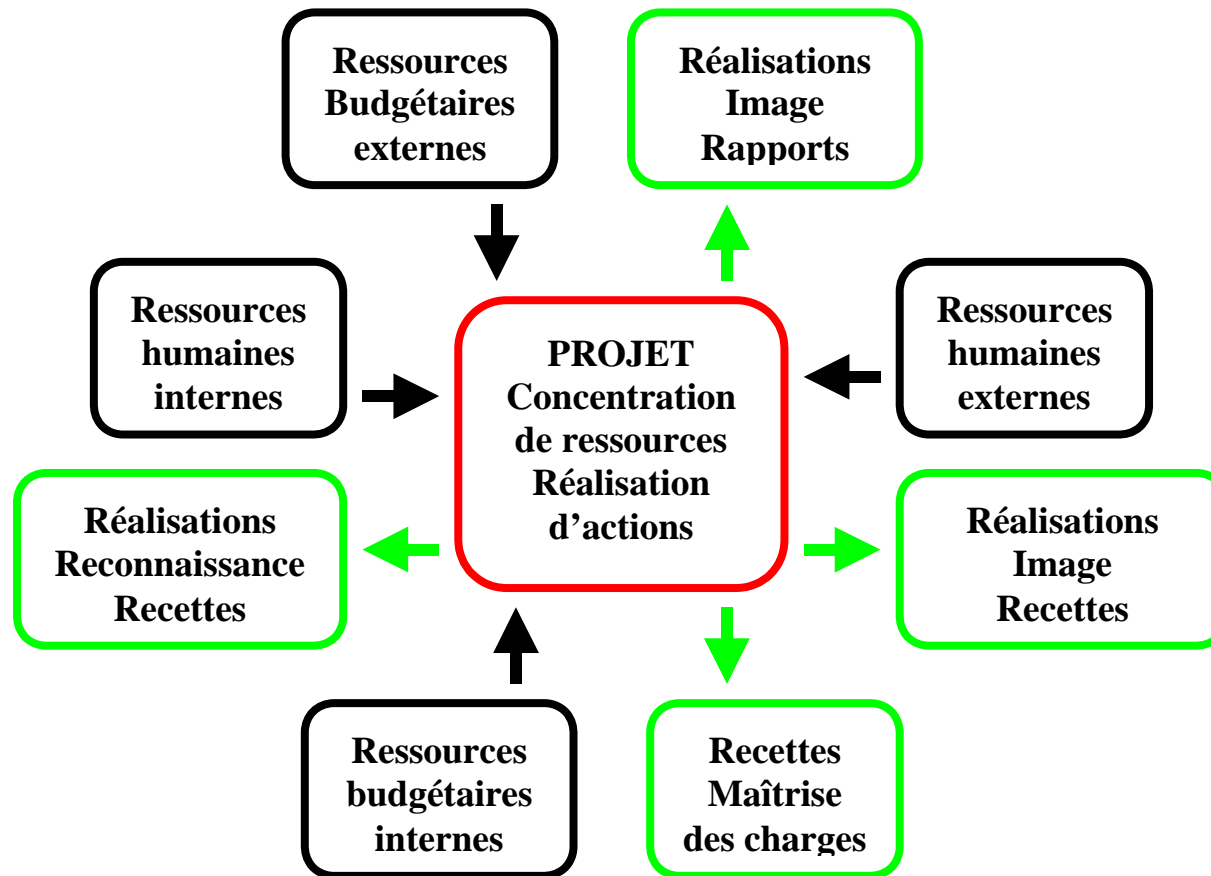 Ressources
Budgétaires
externes
Réalisations
Image
Rapports
Ressources
humaines
internes
PROJET
Concentration
de ressources
Réalisation
d’actions
Ressources
humaines
externes
Réalisations
Reconnaissance
Recettes
Réalisations
Image
Recettes
Ressources
budgétaires
internes
Recettes
Maîtrise
des charges